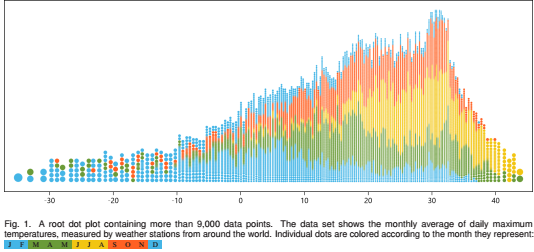 -30 -20 -10 0 10 20 30 40
Fig. 1. A root dot plot containing more than 9,000 data points. The data set shows the monthly average of daily maximum
temperatures, measured by weather stations from around the world. Individual dots are colored according to the month they represent:
J F M A M J J A S O N D